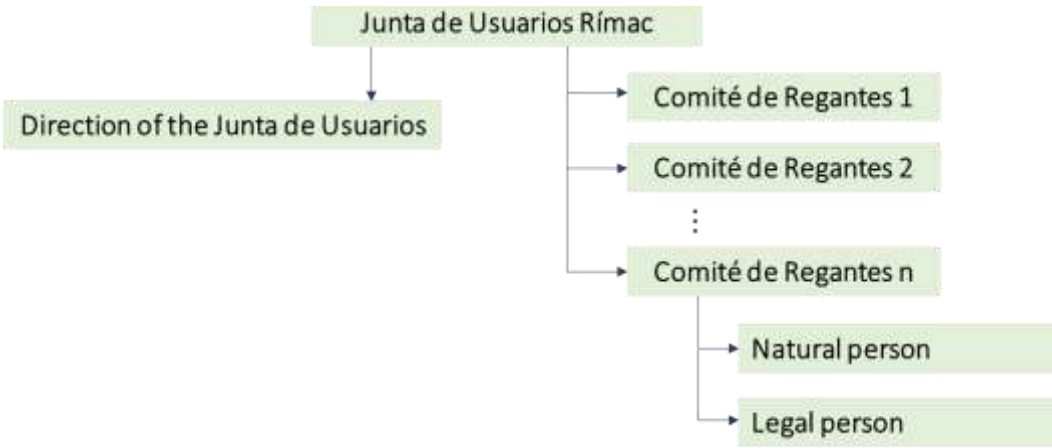 Junta de Usuarios Rímac
Direction of the Junta de Usuarios
Comité de Regantes 1
Comité de Regantes 2
⋮
Comité de Regantes n
Natural person
Legal person